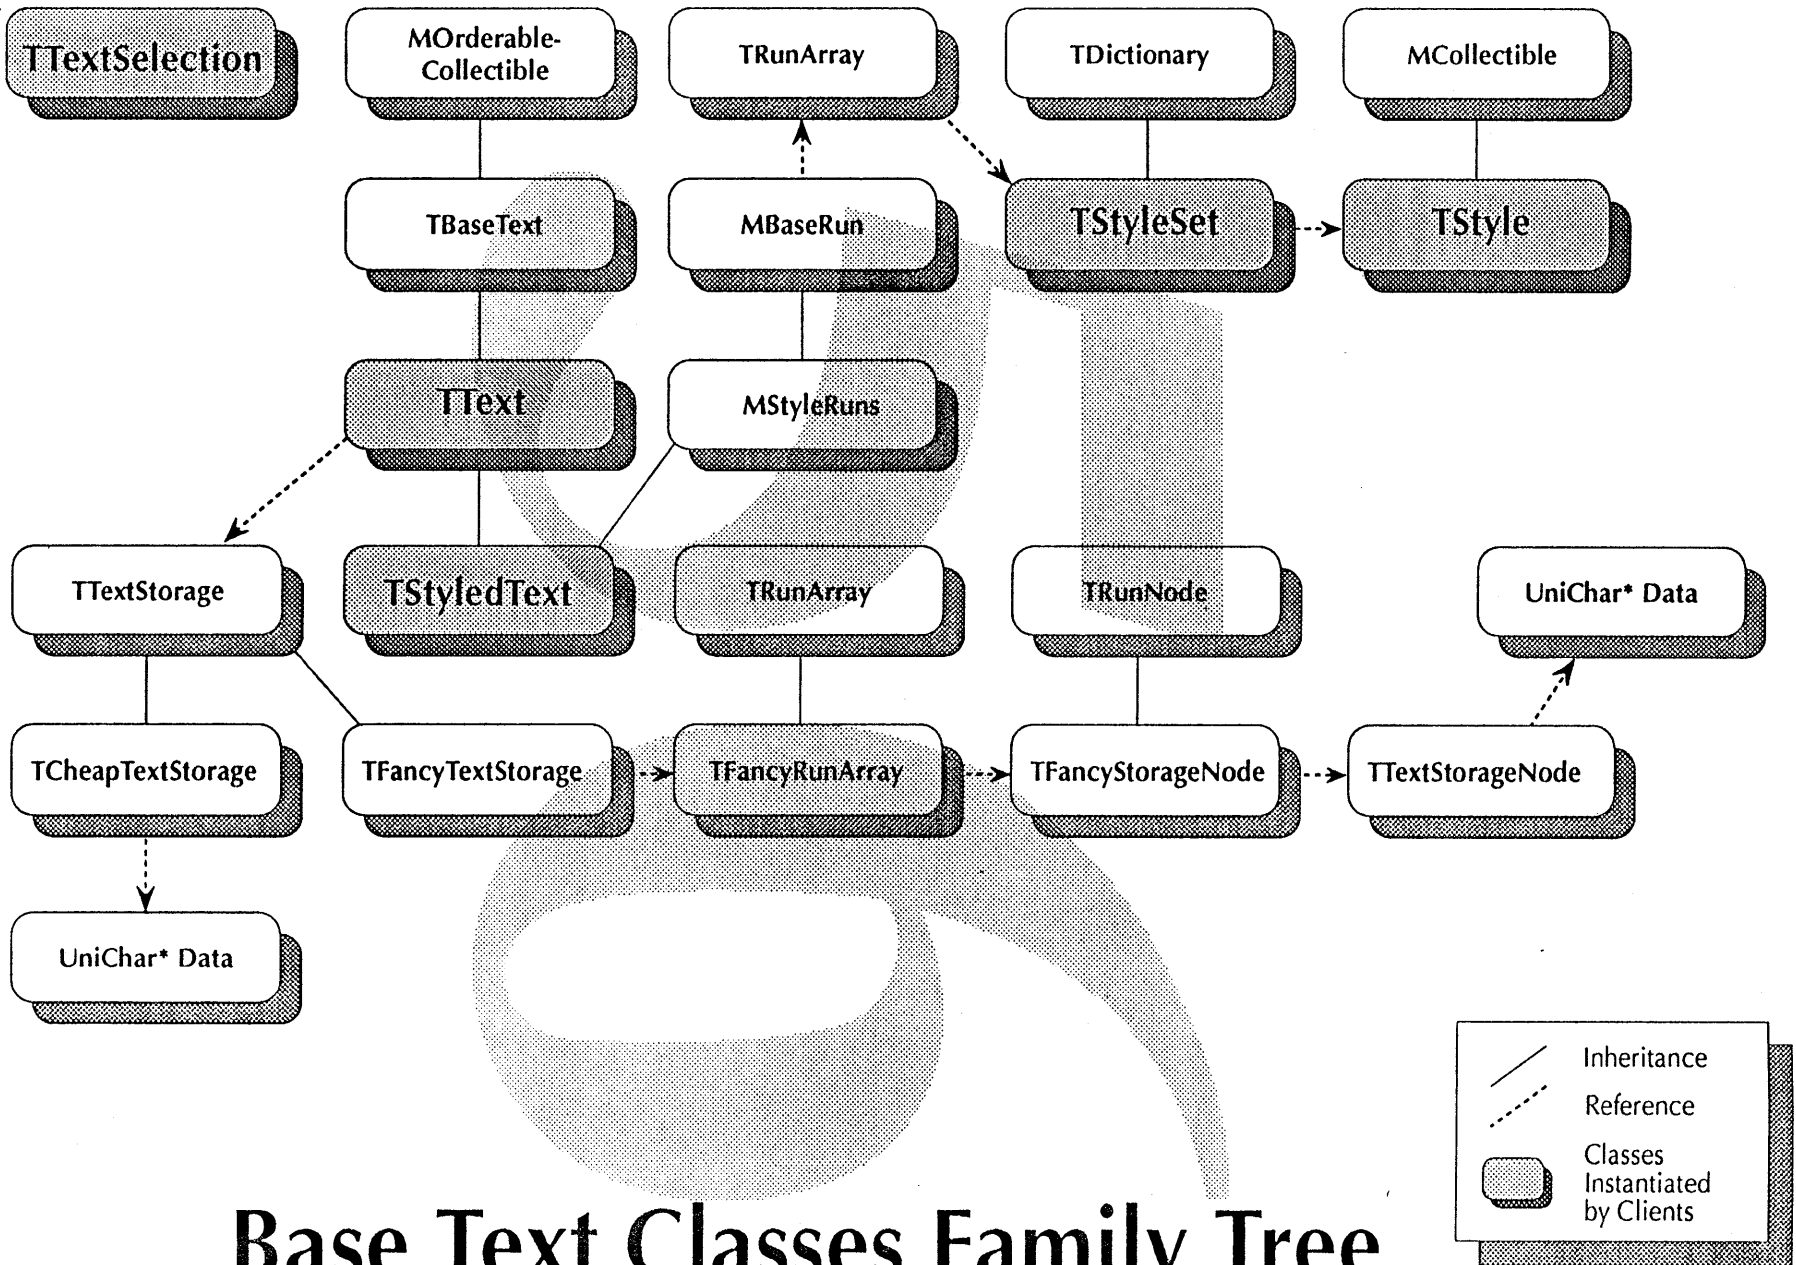 TTextSelection
MOrderable-
Collectible
TRunArray
TDictionary
MCollectible
TBaseText
MBaseRun
TStyleSet
TStyle
TText
MStyleRuns
TTextStorage
TStyledText
TRunArray
TRunNode
UniChar* Data
TCheapTextStorage
TFancyTextStorage
TFancyRunArray
TFancyStorageNode
TTextStorageNode
UniChar* Data
Inheritance
Reference
Classes
Instantiated
by Clients
Base Text Classes Family Tree